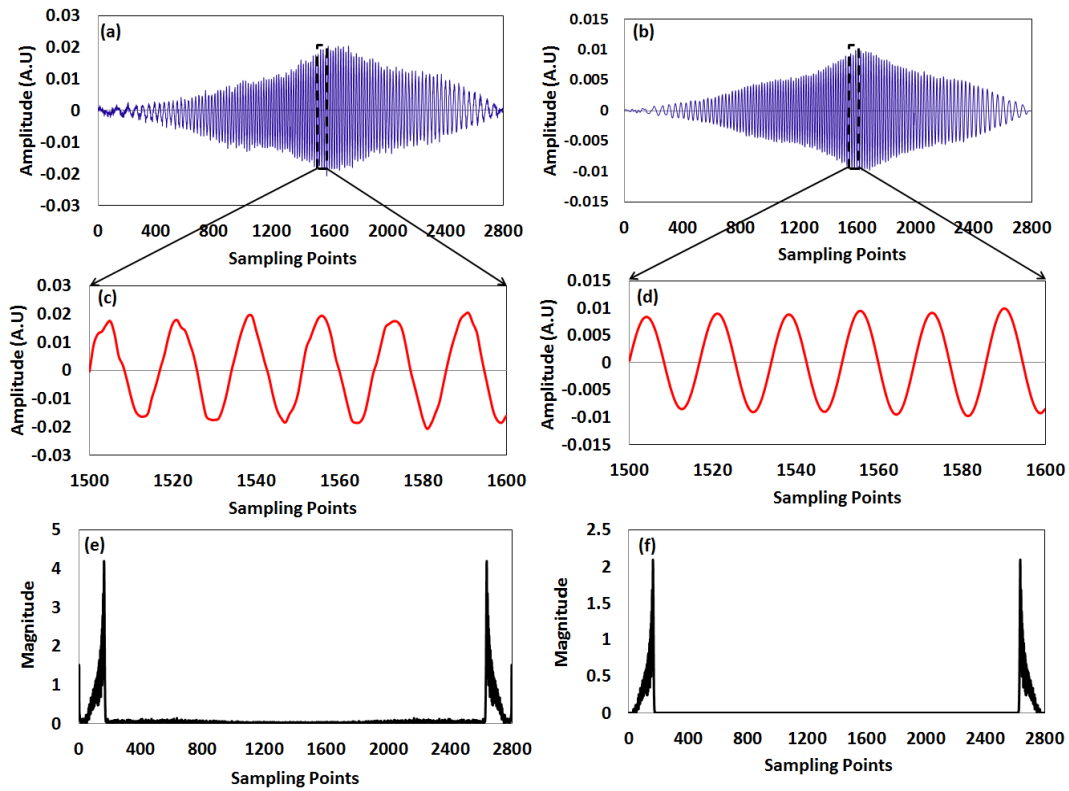 (a)
Amplitude (A.U)
0.03
0.02
0.01
0
-0.01
-0.02
-0.03
0 400 800 1200 1600 2000 2400 2800
Sampling Points
(b)
Amplitude (A.U)
0.015
0.01
0.005
0
-0.005
-0.01
-0.015
0 400 800 1200 1600 2000 2400 2800
Sampling Points
(c)
Amplitude (A.U)
0.03
0.02
0.01
0
-0.01
-0.02
-0.03
1500 1520 1540 1560 1580 1600
Sampling Points
(d)
Amplitude (A.U)
0.015
0.01
0.005
0
-0.005
-0.01
-0.015
1500 1520 1540 1560 1580 1600
Sampling Points
(e)
Magnitude
5
4
3
2
1
0
0 400 800 1200 1600 2000 2400 2800
Sampling Points
(f)
Magnitude
2.5
2
1.5
1
0.5
0
0 400 800 1200 1600 2000 2400 2800
Sampling Points